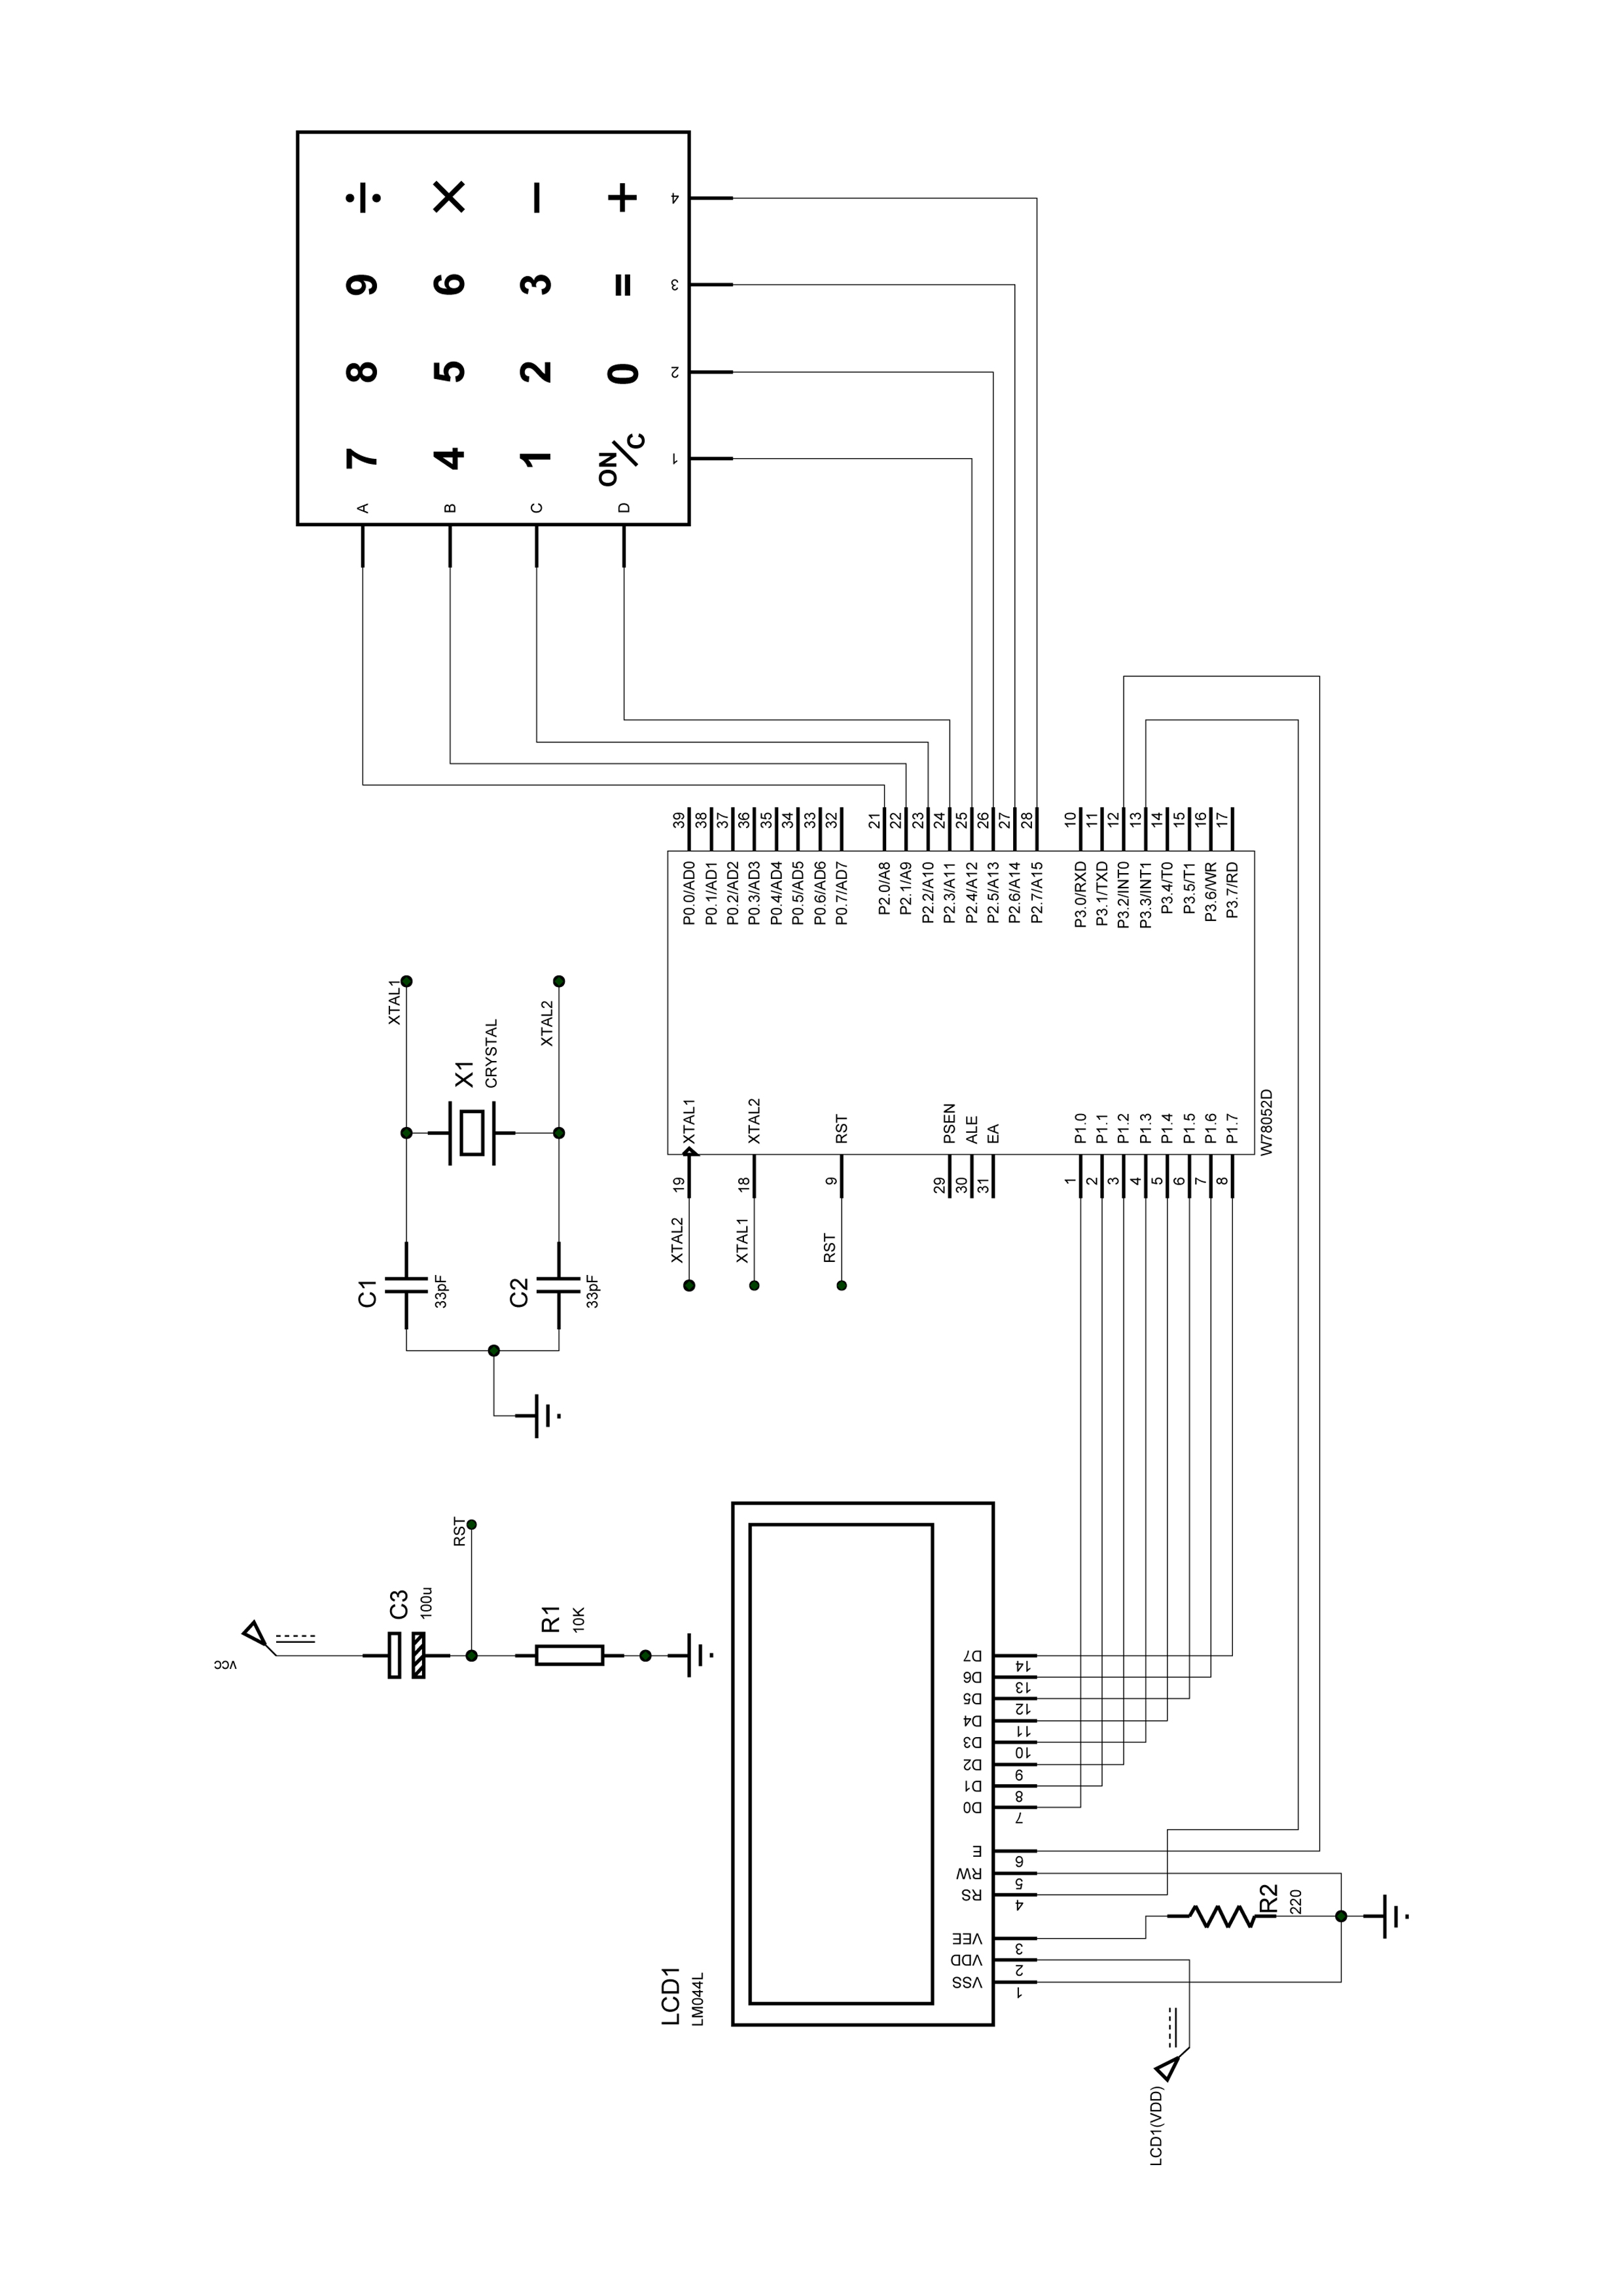 ÷
×
−
+
9
6
3
=
8
5
2
0
7
4
1
ON/C
A
B
C
D
4
3
2
1
39
38
37
36
35
34
33
32
21
22
23
24
25
26
27
28
10
11
12
13
14
15
16
17
P0.0/AD0
P0.1/AD1
P0.2/AD2
P0.3/AD3
P0.4/AD4
P0.5/AD5
P0.6/AD6
P0.7/AD7
P2.0/A8
P2.1/A9
P2.2/A10
P2.3/A11
P2.4/A12
P2.5/A13
P2.6/A14
P2.7/A15
P3.0/RXD
P3.1/TXD
P3.2/INT0
P3.3/INT1
P3.4/T0
P3.5/T1
P3.6/WR
P3.7/RD
XTAL1
XTAL2
RST
PSEN
ALE
EA
P1.0
P1.1
P1.2
P1.3
P1.4
P1.5
P1.6
P1.7
W78052D
19
18
9
29
30
31
1
2
3
4
5
6
7
8
XTAL2
XTAL1
RST
XTAL1
XTAL2
X1
CRYSTAL
C1
33pF
C2
33pF
RST
C3
100u
R1
10K
vcc
LCD1
LM044L
D7
D6
D5
D4
D3
D2
D1
D0
E
RW
RS
VEE
VDD
VSS
14
13
12
11
10
9
8
7
6
5
4
3
2
1
R2
220
LCD1(VDD)